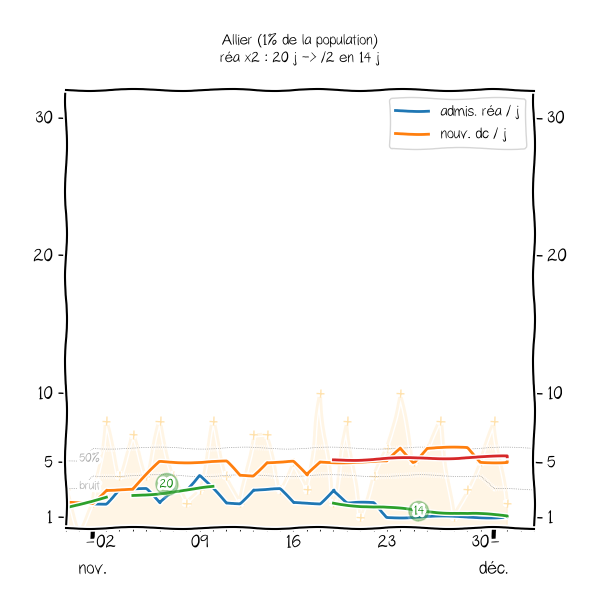 Allier (1% de la population)
réa x2 : 20 j -> /2 en 14 j
admis. réa / j
nouv. dc / j
30
30
20
20
10
10
50%
5
5
20
bruit
14
1
1
02
09
16
23
30
nov.
déc.